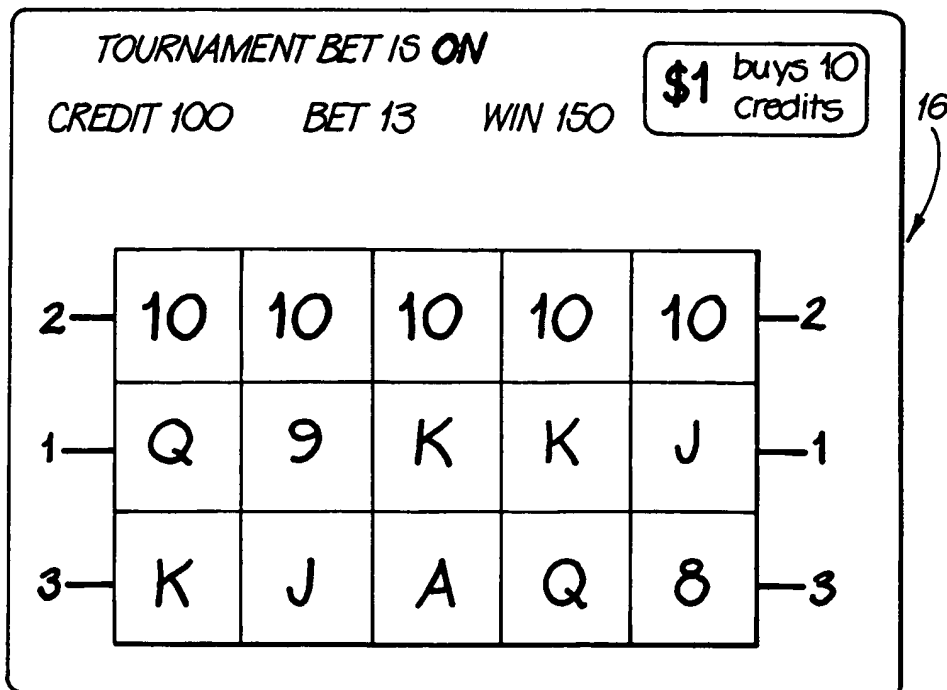 TOURNAMENT BET IS ON
$1 buys 10
credits
CREDIT 100 BET 13 WIN 150
16
2 10 10 10 10 10 2
1 Q 9 K K J 1
3 K J A Q 8 3